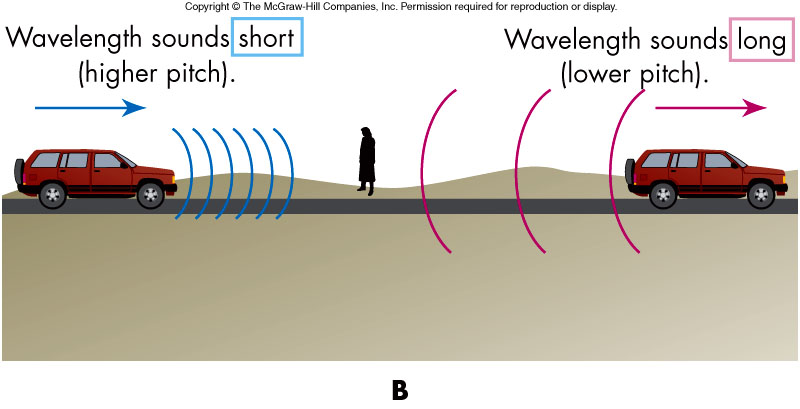 Copyright © The McGraw-Hill Companies, Inc. Permission required for reproduction or display.
Wavelength sounds short
(higher pitch).
Wavelength sounds long
(lower pitch).
B